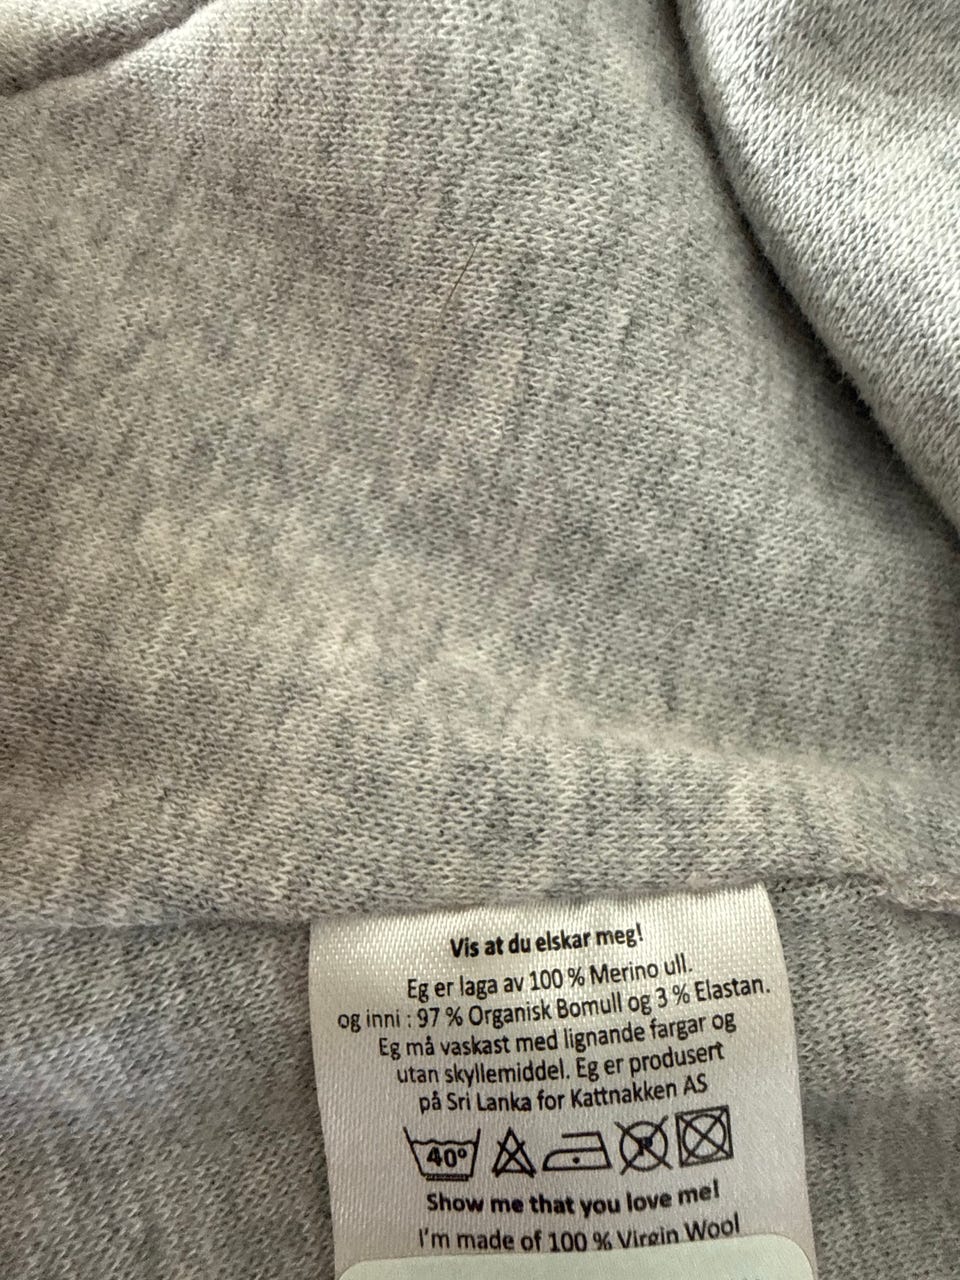 Vis at du elskar meg!
Eg er laga av 100 % Merino ull.
og inni : 97 % Organisk Bomull og 3 % Elastan.
Eg må vaskast med lignande fargar og
utan skyllemiddel. Eg er produsert
på Sri Lanka for Kattnakken AS
40°
Show me that you love me!
I'm made of 100 % Virgin Wool